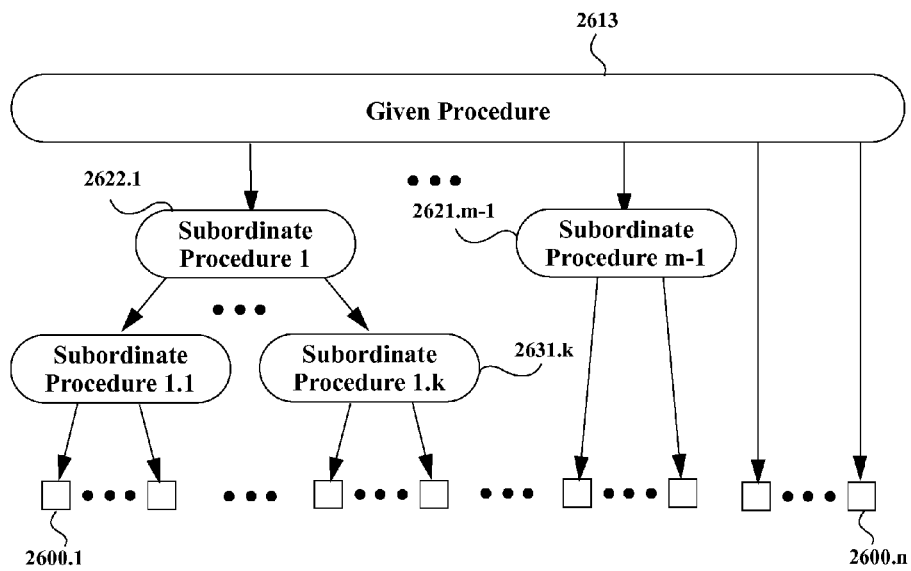 2613
Given Procedure
2622.1
2621.m-1
Subordinate
Procedure 1
Subordinate
Procedure m-1
Subordinate
Procedure 1.1
Subordinate
Procedure 1.k
2631.k
2600.1
2600.n